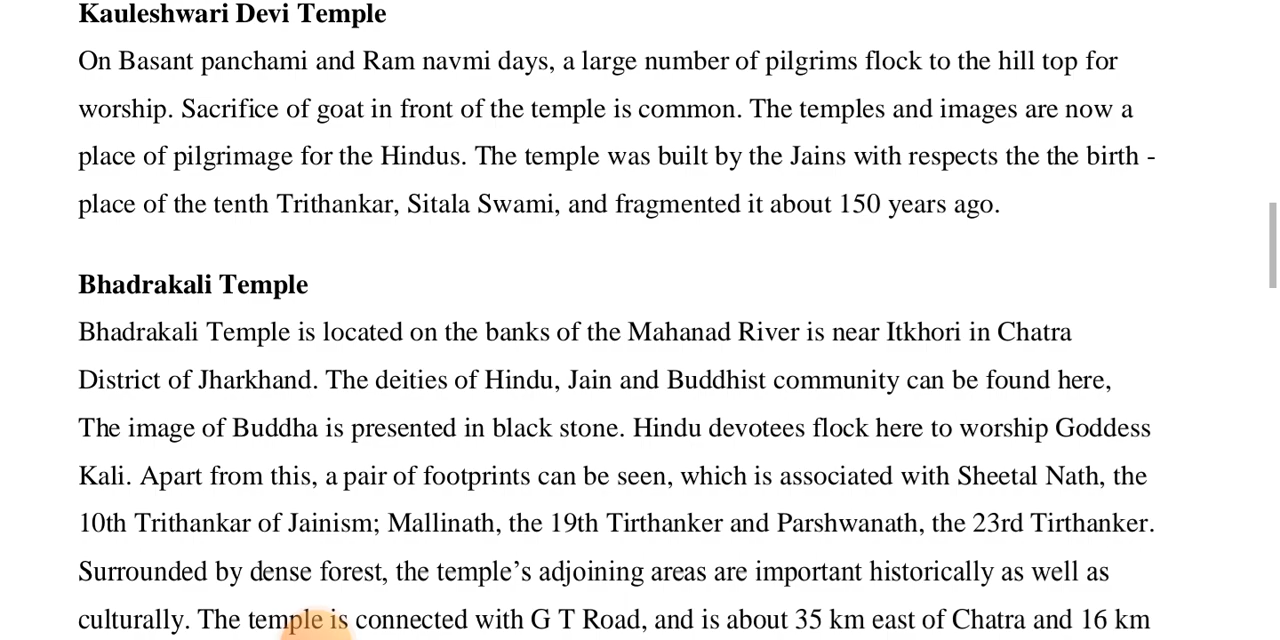 Kauleshwari Devi Temple
On Basant panchami and Ram navmi days, a large number of pilgrims flock to the hill top for
worship. Sacrifice of goat in front of the temple is common. The temples and images are now a
place of pilgrimage for the Hindus. The temple was built by the Jains with respects the the birth -
place of the tenth Trithankar, Sitala Swami, and fragmented it about 150 years ago.
Bhadrakali Temple
Bhadrakali Temple is located on the banks of the Mahanad River is near Itkhori in Chatra
District of Jharkhand. The deities of Hindu, Jain and Buddhist community can be found here,
The image of Buddha is presented in black stone. Hindu devotees flock here to worship Goddess
Kali. Apart from this, a pair of footprints can be seen, which is associated with Sheetal Nath, the
10th Trithankar of Jainism; Mallinath, the 19th Tirthanker and Parshwanath, the 23rd Tirthanker.
Surrounded by dense forest, the temple’s adjoining areas are important historically as well as
culturally. The temple is connected with G T Road, and is about 35 km east of Chatra and 16 km